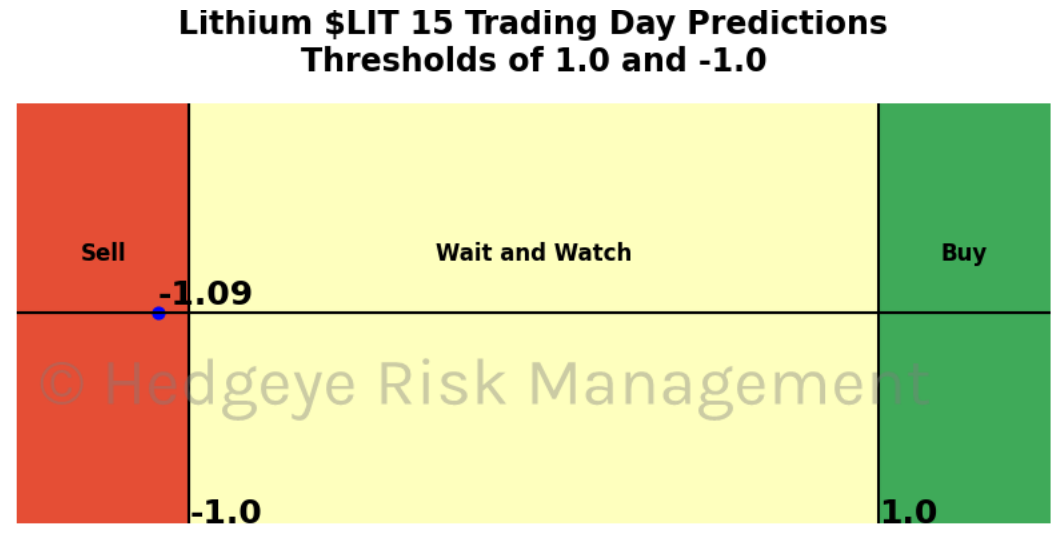 Lithium $LIT 15 Trading Day Predictions
Thresholds of 1.0 and -1.0
Sell Wait and Watch Buy
-1.09
© Hedgeye Risk Management
-1.0 1.0